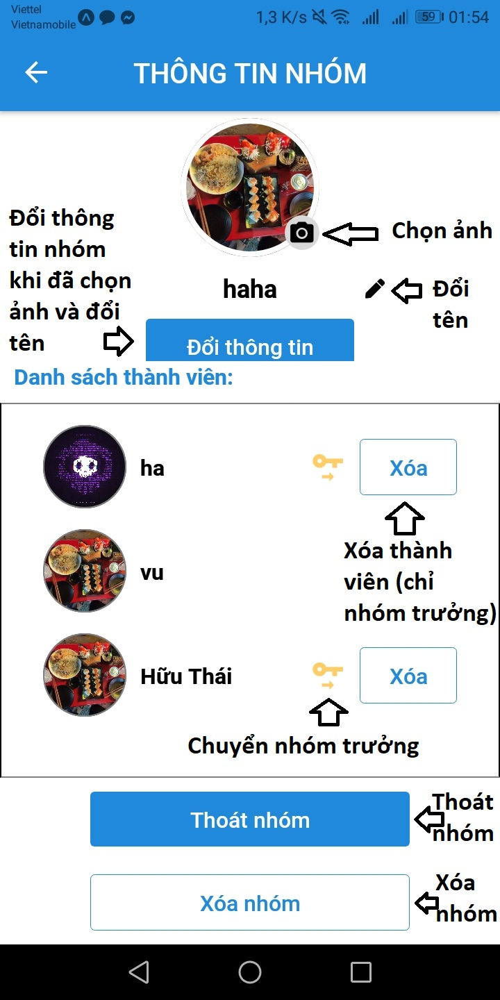 Viettel
Vietnamobile
1,3 K/s
59
01:54
THÔNG TIN NHÓM
Đổi thông
tin nhóm
khi đã chọn
ảnh và đổi
tên
Chọn ảnh
haha
Đổi
tên
Đổi thông tin
Danh sách thành viên:
ha
Xóa
Xóa thành
viên (chỉ
nhóm trưởng)
vu
Hữu Thái
Xóa
Chuyển nhóm trưởng
Thoát nhóm
Thoát
nhóm
Xóa nhóm
Xóa
nhóm